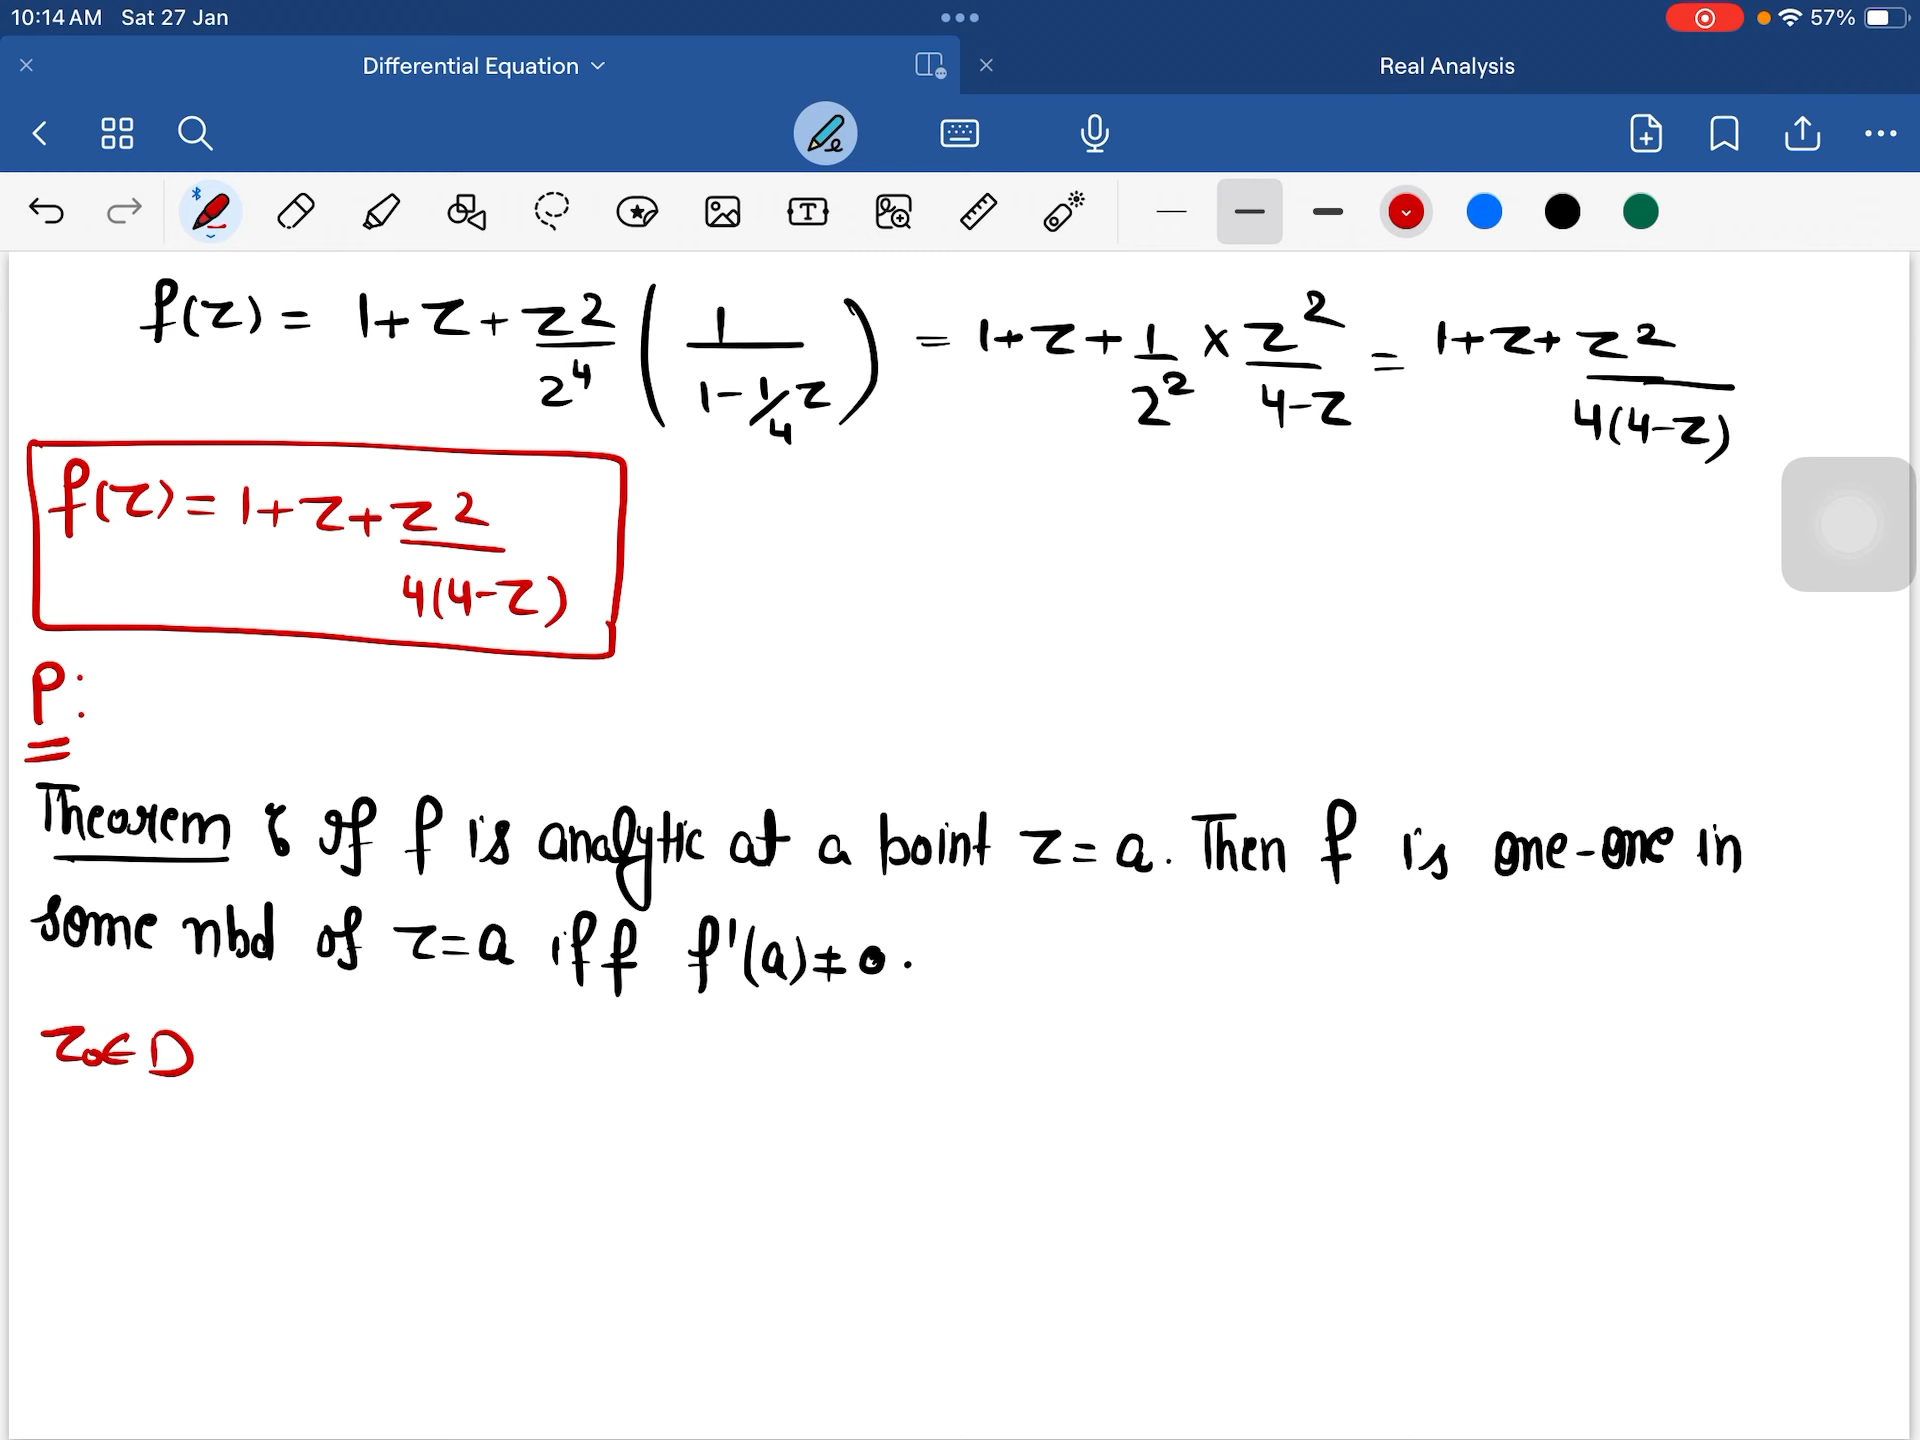 10:14 AM Sat 27 Jan 57%
Differential Equation Real Analysis
f(z) = 1+z+z²/2⁴ (1/(1-1/4 z)) = 1+z+1/2² × z²/(4-z) = 1+z+z²/(4(4-z))
f(z) = 1+z+z²/(4(4-z))
P:
Theorem : If f is analytic at a point z=a. Then f is one-one in
some nbd of z=a iff f'(a)≠0.
z₀∈D